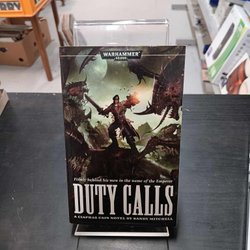 WARHAMMER
40,000
Firmly behind his men in the name of the Emperor
DUTY CALLS
A CIAPHAS CAIN NOVEL BY SANDY MITCHELL